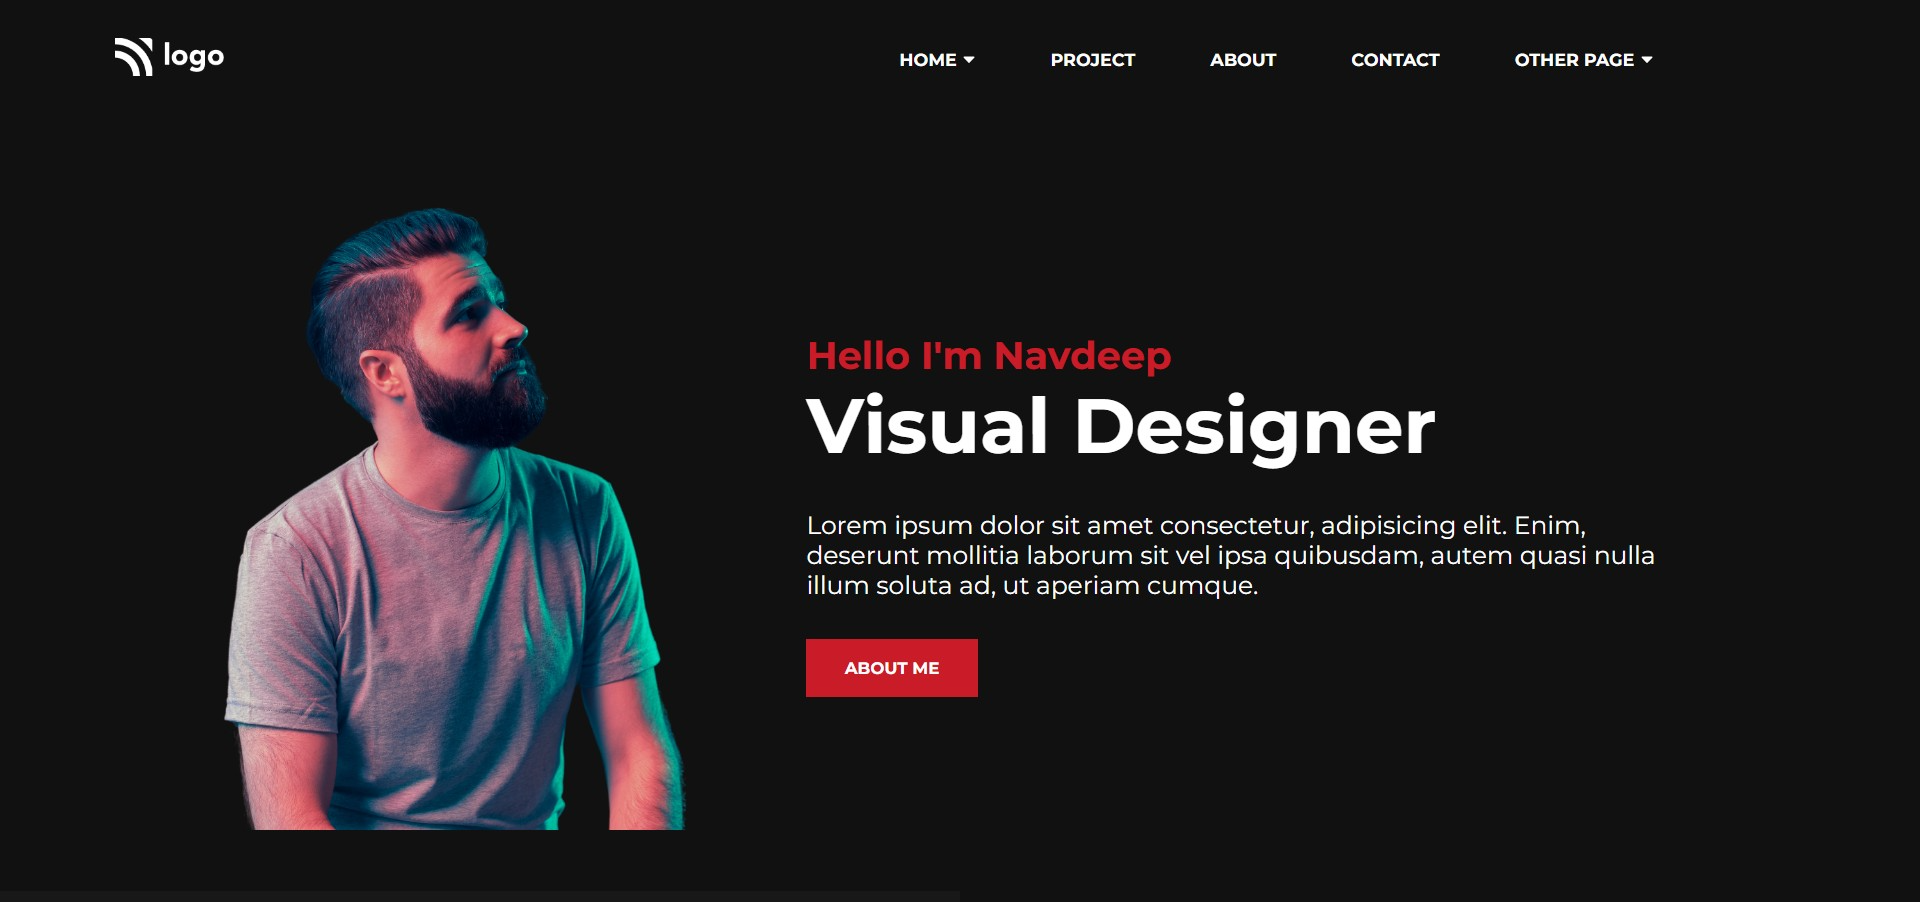 logo
HOME
PROJECT
ABOUT
CONTACT
OTHER PAGE
Hello I'm Navdeep
Visual Designer
Lorem ipsum dolor sit amet consectetur, adipisicing elit. Enim,
deserunt mollitia laborum sit vel ipsa quibusdam, autem quasi nulla
illum soluta ad, ut aperiam cumque.
ABOUT ME